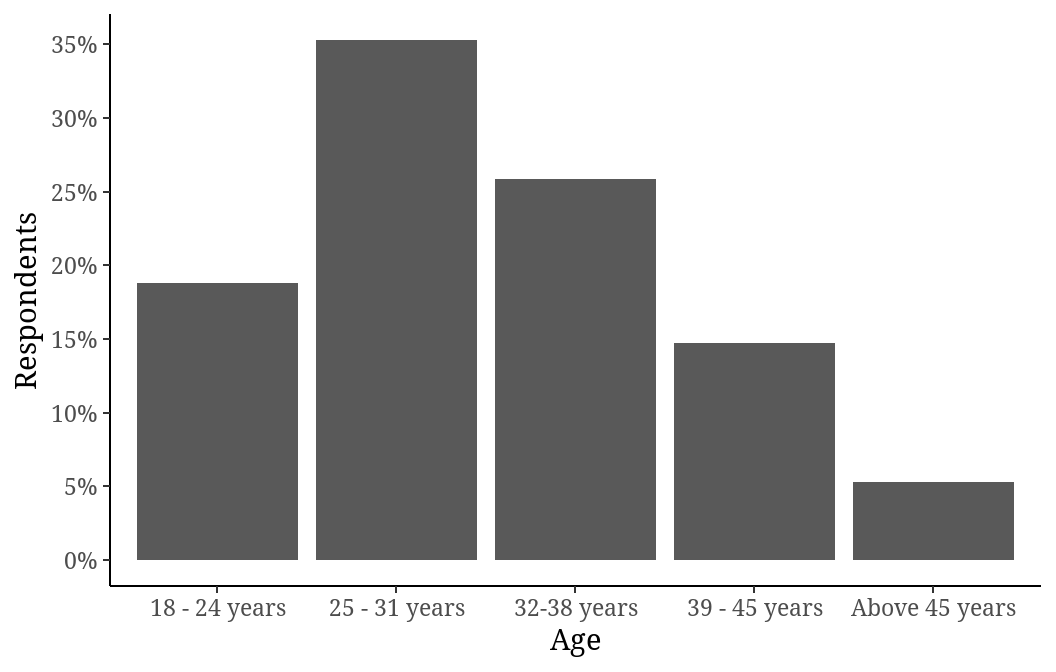 35%
30%
25%
20%
15%
10%
5%
0%
Respondents
18 - 24 years
25 - 31 years
32-38 years
39 - 45 years
Above 45 years
Age